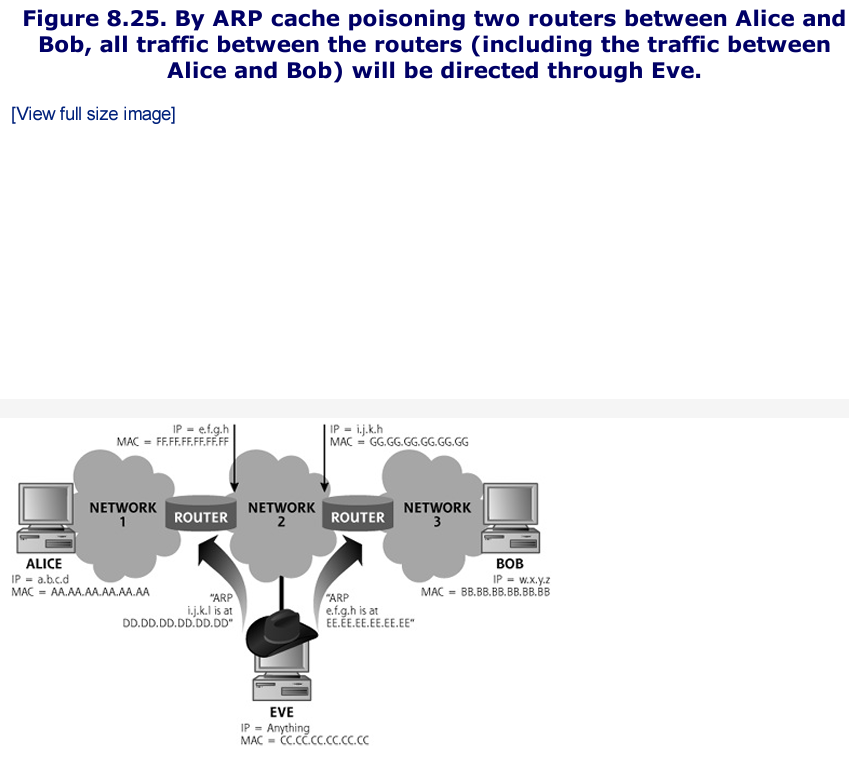 Figure 8.25. By ARP cache poisoning two routers between Alice and
Bob, all traffic between the routers (including the traffic between
Alice and Bob) will be directed through Eve.
[View full size image]
IP = e.f.g.h
MAC = FF.FF.FF.FF.FF.FF
IP = i.j.k.h
MAC = GG.GG.GG.GG.GG.GG
NETWORK
1
ROUTER
NETWORK
2
ROUTER
NETWORK
3
ALICE
IP = a.b.c.d
MAC = AA.AA.AA.AA.AA.AA
BOB
IP = w.x.y.z
MAC = BB.BB.BB.BB.BB.BB
"ARP
i.j.k.l is at
DD.DD.DD.DD.DD.DD"
"ARP
e.f.g.h is at
EE.EE.EE.EE.EE.EE"
EVE
IP = Anything
MAC = CC.CC.CC.CC.CC.CC